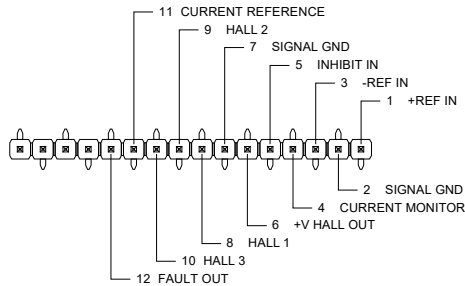 11 CURRENT REFERENCE
9 HALL 2
7 SIGNAL GND
5 INHIBIT IN
3 -REF IN
1 +REF IN
2 SIGNAL GND
4 CURRENT MONITOR
6 +V HALL OUT
8 HALL 1
10 HALL 3
12 FAULT OUT